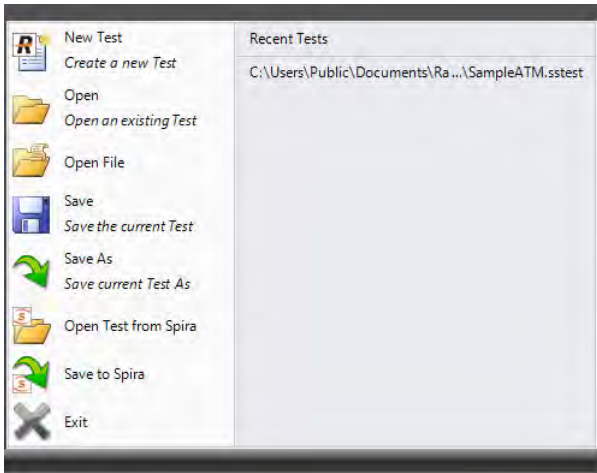 New Test
Create a new Test
Open
Open an existing Test
Open File
Save
Save the current Test
Save As
Save current Test As
Open Test from Spira
Save to Spira
Exit
Recent Tests
C:\Users\Public\Documents\Ra...\SampleATM.sstest